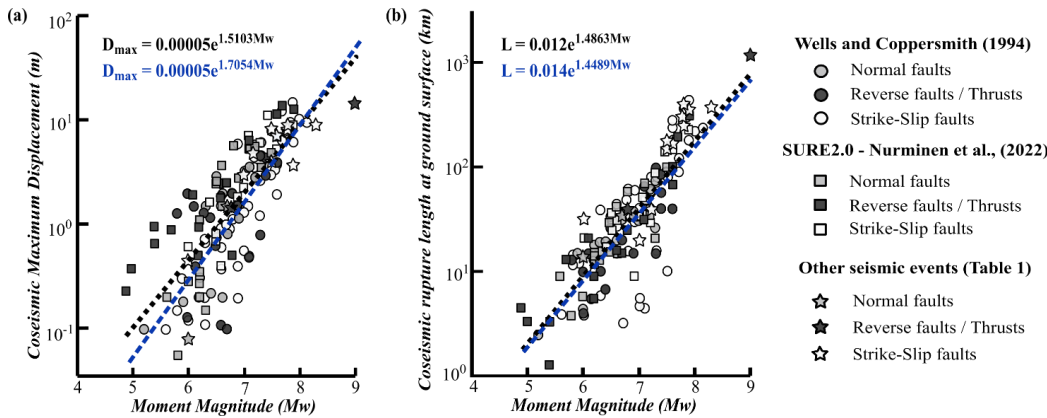 (a)
10²
10¹
10⁰
10⁻¹
Coseismic Maximum Displacement (m)
Dmax = 0.00005e1.5103Mw
Dmax = 0.00005e1.7054Mw
4 5 6 7 8 9
Moment Magnitude (Mw)
(b)
10³
10²
10¹
10⁰
Coseismic rupture length at ground surface (km)
L = 0.012e1.4863Mw
L = 0.014e1.4489Mw
4 5 6 7 8 9
Moment Magnitude (Mw)
Wells and Coppersmith (1994)
Normal faults
Reverse faults / Thrusts
Strike-Slip faults
SURE2.0 - Nurminen et al., (2022)
Normal faults
Reverse faults / Thrusts
Strike-Slip faults
Other seismic events (Table 1)
Normal faults
Reverse faults / Thrusts
Strike-Slip faults